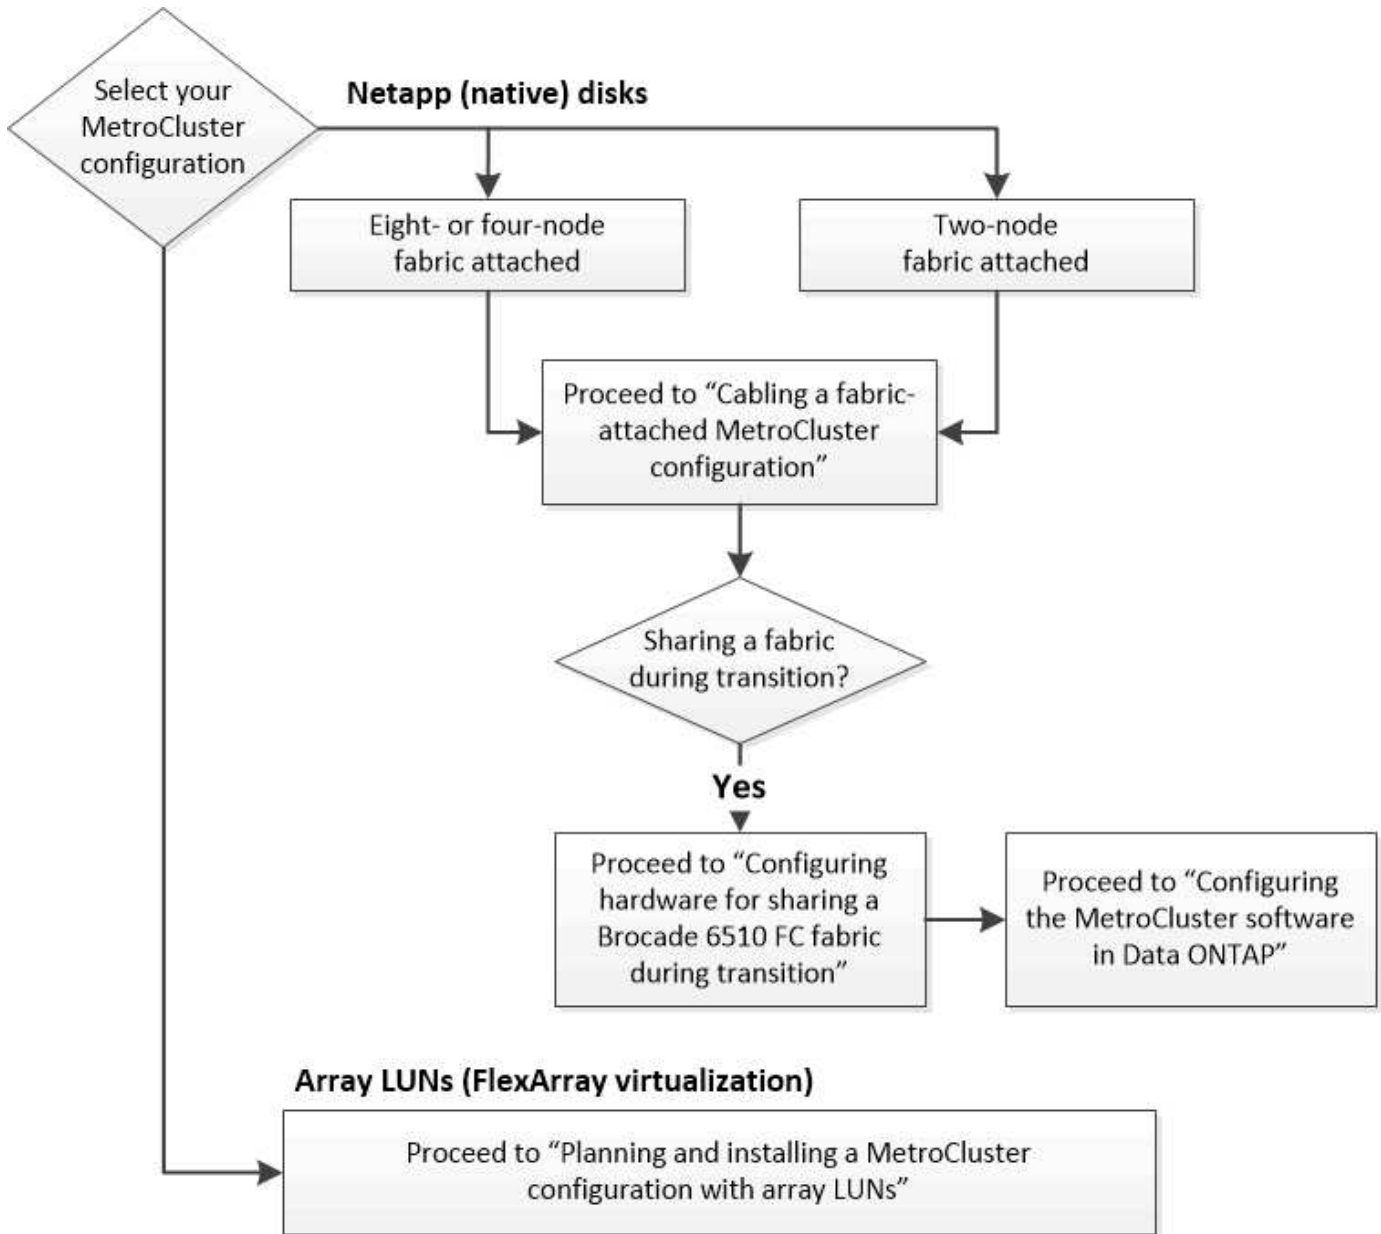 Select your
MetroCluster
configuration
Netapp (native) disks
Eight- or four-node
fabric attached
Two-node
fabric attached
Proceed to “Cabling a fabric-
attached MetroCluster
configuration”
Sharing a fabric
during transition?
Yes
Proceed to “Configuring
hardware for sharing a
Brocade 6510 FC fabric
during transition”
Proceed to “Configuring
the MetroCluster software
in Data ONTAP”
Array LUNs (FlexArray virtualization)
Proceed to “Planning and installing a MetroCluster
configuration with array LUNs”